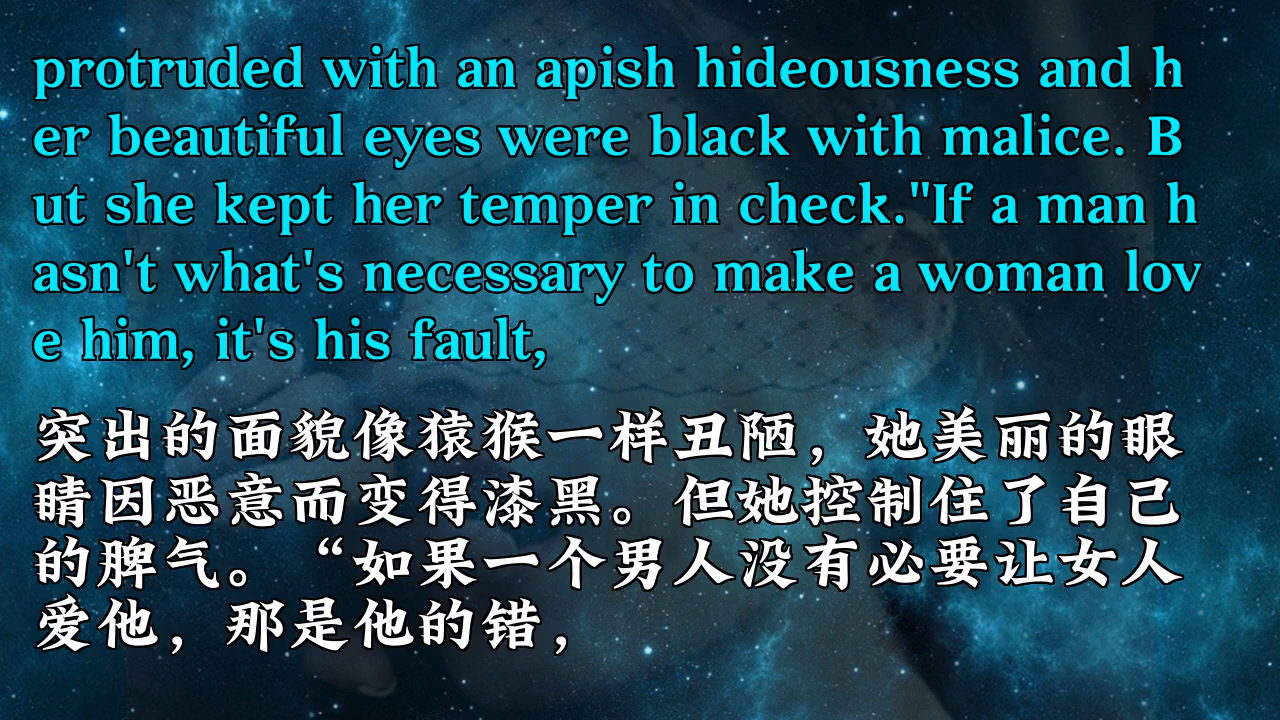 protruded with an apish hideousness and h
er beautiful eyes were black with malice. B
ut she kept her temper in check."If a man h
asn't what's necessary to make a woman lov
e him, it's his fault,
突出的面貌像猿猴一样丑陋，她美丽的眼
睛因恶意而变得漆黑。但她控制住了自己
的脾气。“如果一个男人没有必要让女人
爱他，那是他的错，